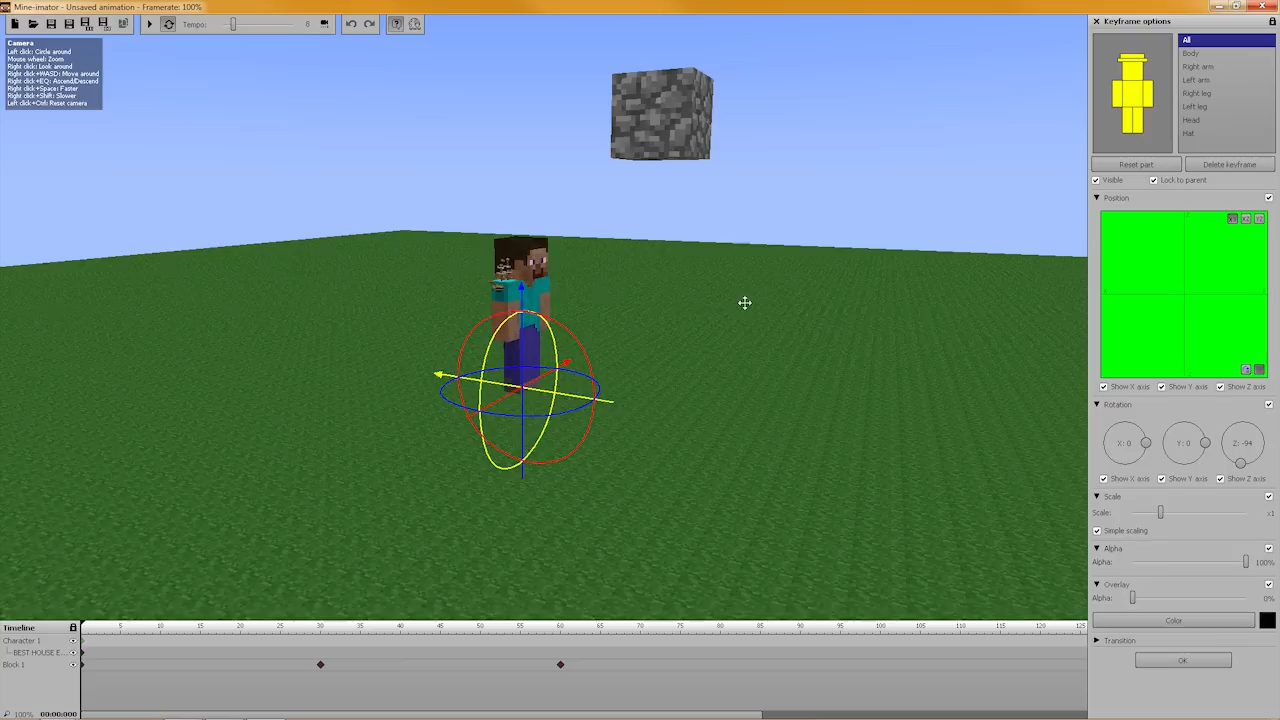 Mine-imator - Unsaved animation - Framerate: 100%
Tempo:
6
Camera
Left click: Circle around
Mouse wheel: Zoom
Right click: Look around
Right click+WASD: Move around
Right click+EQ: Ascend/Descend
Right click+Space: Faster
Right click+Shift: Slower
Left click+Ctrl: Reset camera
Keyframe options
All
Body
Right arm
Left arm
Right leg
Left leg
Head
Hat
Reset part
Delete keyframe
Visible
Lock to parent
Position
Show X axis
Show Y axis
Show Z axis
Rotation
X: 0
Y: 0
Z: -94
Show X axis
Show Y axis
Show Z axis
Scale
Scale:
x1
Simple scaling
Alpha
Alpha:
100%
Overlay
Alpha:
0%
Color
Transition
OK
Timeline
5 10 15 20 25 30 35 40 45 50 55 60 65 70 75 80 85 90 95 100 105 110 115 120 125
Character 1
BEST HOUSE E...
Block 1
100%
00:00:000